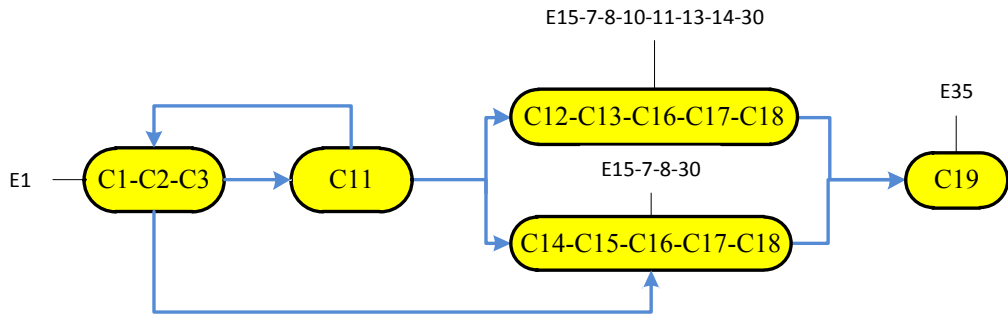 E15-7-8-10-11-13-14-30
C12-C13-C16-C17-C18
E35
E1
C1-C2-C3
C11
E15-7-8-30
C19
C14-C15-C16-C17-C18